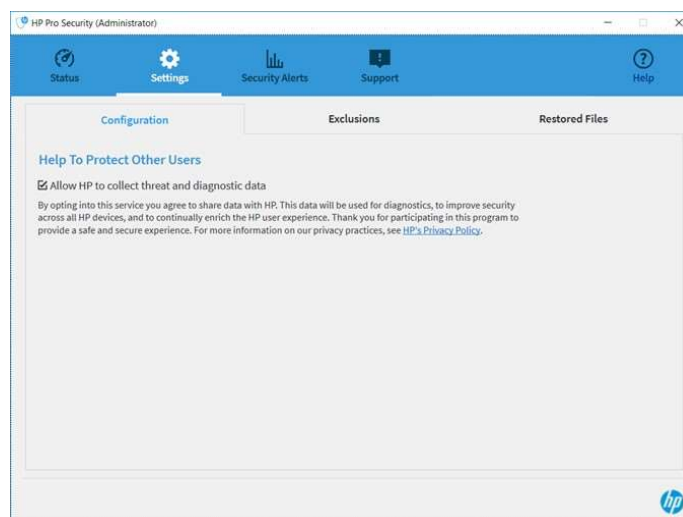 HP Pro Security (Administrator)
Status
Settings
Security Alerts
Support
Help
Configuration
Exclusions
Restored Files
Help To Protect Other Users
Allow HP to collect threat and diagnostic data
By opting into this service you agree to share data with HP. This data will be used for diagnostics, to improve security
across all HP devices, and to continually enrich the HP user experience. Thank you for participating in this program to
provide a safe and secure experience. For more information on our privacy practices, see HP's Privacy Policy.
hp